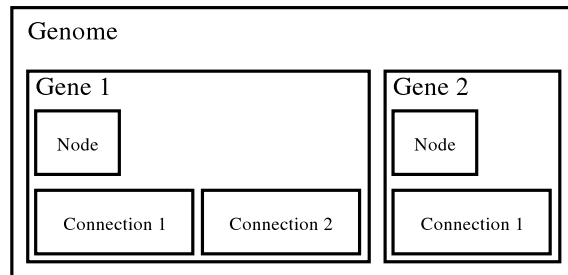 Genome
Gene 1
Node
Connection 1
Connection 2
Gene 2
Node
Connection 1